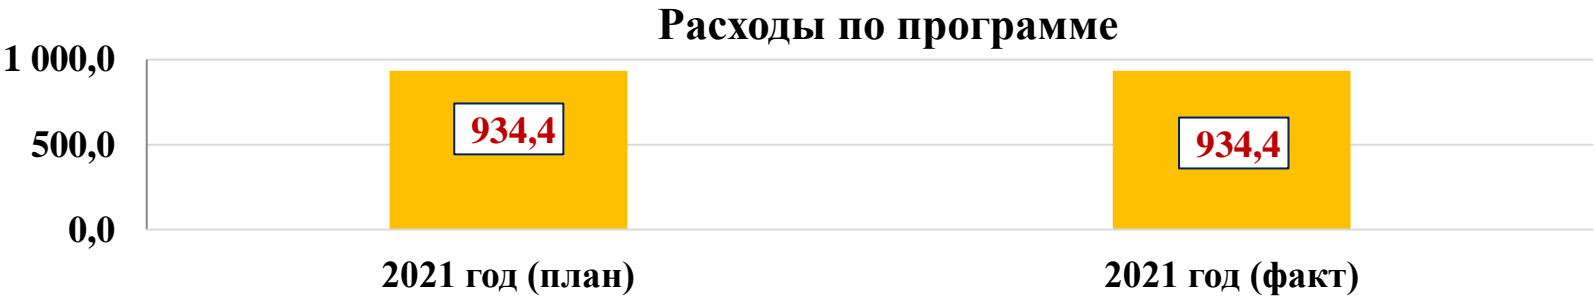 Расходы по программе
1 000,0
500,0
0,0
934,4
934,4
2021 год (план)
2021 год (факт)